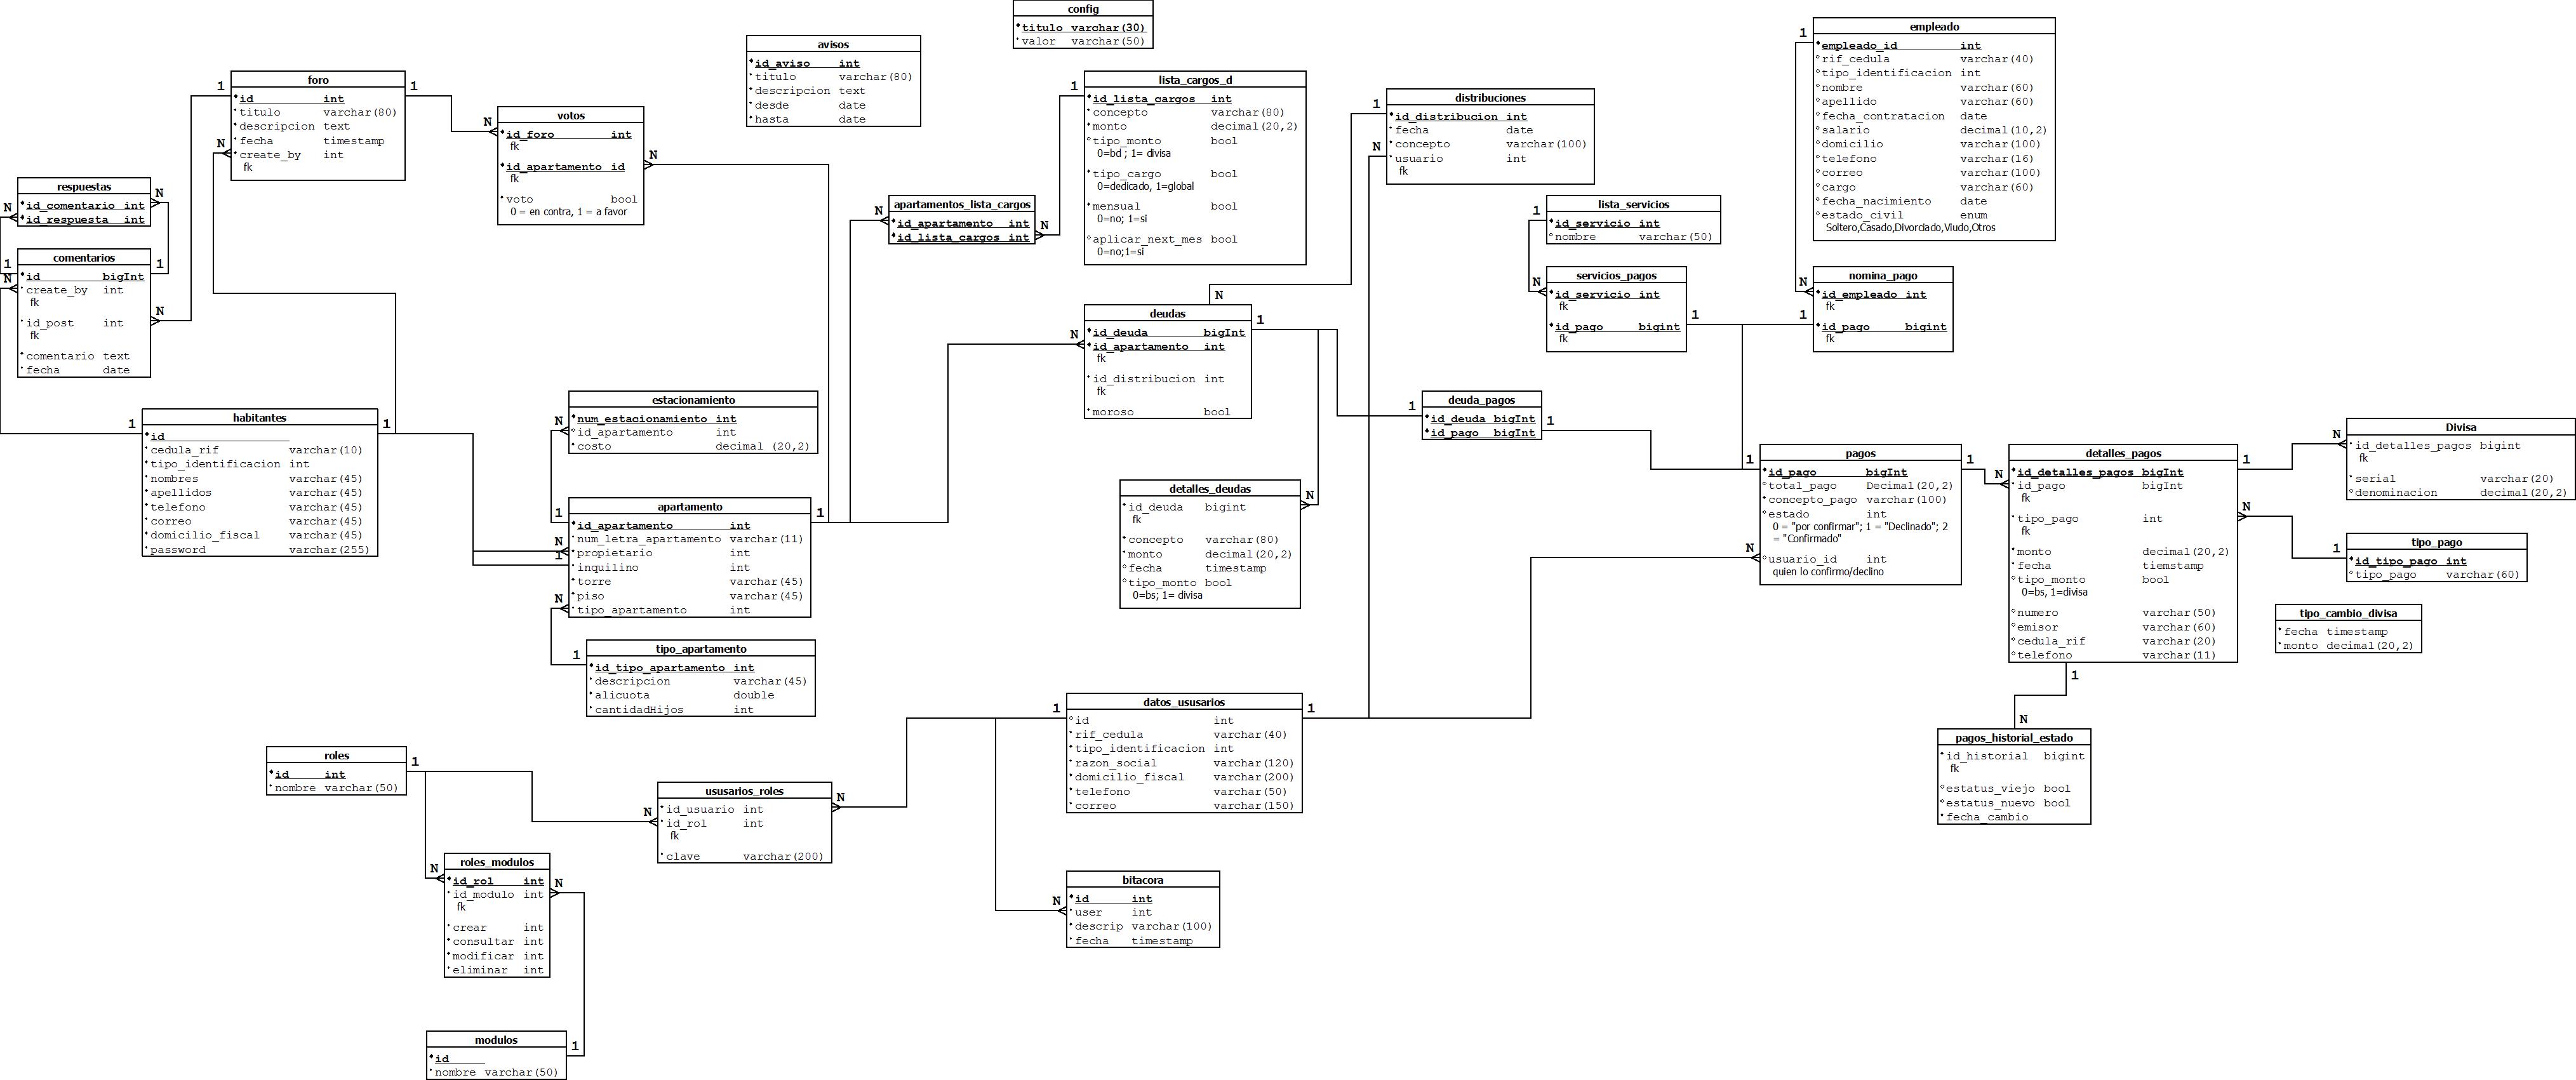 config
titulo varchar(30)
valor varchar(50)
avisos
id_aviso int
titulo varchar(80)
descripcion text
desde date
hasta date
empleado
empleado_id int
rif_cedula varchar(40)
tipo_identificacion int
nombre varchar(60)
apellido varchar(60)
fecha_contratacion date
salario decimal(10,2)
domicilio varchar(100)
telefono varchar(16)
correo varchar(100)
cargo varchar(60)
fecha_nacimiento date
estado_civil enum
Soltero,Casado,Divorciado,Viudo,Otros
1
N
foro
id int
titulo varchar(80)
descripcion text
fecha timestamp
create_by int
fk
1
1
N
votos
id_foro int
fk
id_apartamento id
fk
voto bool
0 = en contra, 1 = a favor
N
N
lista_cargos_d
id_lista_cargos int
concepto varchar(80)
monto decimal(20,2)
tipo_monto bool
0=bd ; 1= divisa
tipo_cargo bool
0=dedicado, 1=global
mensual bool
0=no; 1=si
aplicar_next_mes bool
0=no;1=si
1
distribuciones
id_distribucion int
fecha date
concepto varchar(100)
usuario int
fk
1
N
respuestas
id_comentario int
id_respuesta int
N
N
apartamentos_lista_cargos
id_apartamento int
id_lista_cargos int
N
N
lista_servicios
id_servicio int
nombre varchar(50)
1
comentarios
id bigInt
create_by int
fk
id_post int
fk
comentario text
fecha date
1
N
1
N
servicios_pagos
id_servicio int
fk
id_pago bigint
fk
N
1
nomina_pago
id_empleado int
fk
id_pago bigint
fk
1
deudas
id_deuda bigInt
id_apartamento int
fk
id_distribucion int
fk
moroso bool
N
N
1
estacionamiento
num_estacionamiento int
id_apartamento int
costo decimal (20,2)
N
deuda_pagos
id_deuda bigInt
id_pago bigInt
1
1
habitantes
id
cedula_rif varchar(10)
tipo_identificacion int
nombres varchar(45)
apellidos varchar(45)
telefono varchar(45)
correo varchar(45)
domicilio_fiscal varchar(45)
password varchar(255)
1
1
Divisa
id_detalles_pagos bigint
fk
serial varchar(20)
denominacion decimal(20,2)
N
pagos
id_pago bigInt
total_pago Decimal(20,2)
concepto_pago varchar(100)
estado int
0 = "por confirmar"; 1 = "Declinado"; 2
= "Confirmado"
usuario_id int
quien lo confirmo/declino
1
1
N
detalles_pagos
id_detalles_pagos bigInt
id_pago bigInt
fk
tipo_pago int
fk
monto decimal(20,2)
fecha tiemstamp
tipo_monto bool
0=bs, 1=divisa
numero varchar(50)
emisor varchar(60)
cedula_rif varchar(20)
telefono varchar(11)
N
1
N
1
detalles_deudas
id_deuda bigint
fk
concepto varchar(80)
monto decimal(20,2)
fecha timestamp
tipo_monto bool
0=bs; 1= divisa
N
apartamento
id_apartamento int
num_letra_apartamento varchar(11)
propietario int
inquilino int
torre varchar(45)
piso varchar(45)
tipo_apartamento int
1
1
N
1
N
tipo_pago
id_tipo_pago int
tipo_pago varchar(60)
1
tipo_cambio_divisa
fecha timestamp
monto decimal(20,2)
tipo_apartamento
id_tipo_apartamento int
descripcion varchar(45)
alicuota double
cantidadHijos int
1
datos_ususarios
id int
rif_cedula varchar(40)
tipo_identificacion int
razon_social varchar(120)
domicilio_fiscal varchar(200)
telefono varchar(50)
correo varchar(150)
1
1
pagos_historial_estado
id_historial bigint
fk
estatus_viejo bool
estatus_nuevo bool
fecha_cambio
N
roles
id int
nombre varchar(50)
1
ususarios_roles
id_usuario int
id_rol int
fk
clave varchar(200)
N
N
roles_modulos
id_rol int
id_modulo int
fk
crear int
consultar int
modificar int
eliminar int
N
N
bitacora
id int
user int
descrip varchar(100)
fecha timestamp
N
modulos
id
nombre varchar(50)
1